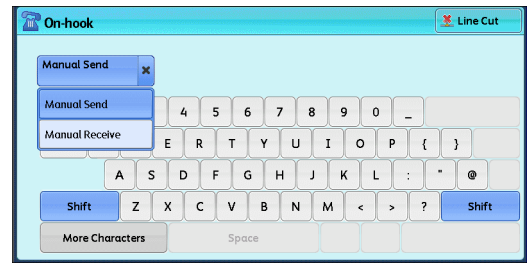 On-hook
Line Cut
Manual Send
Manual Send
4 5 6 7 8 9 0 _
Manual Receive
E R T Y U I O P { }
A S D F G H J K L : " @
Shift Z X C V B N M < > ? Shift
More Characters Space